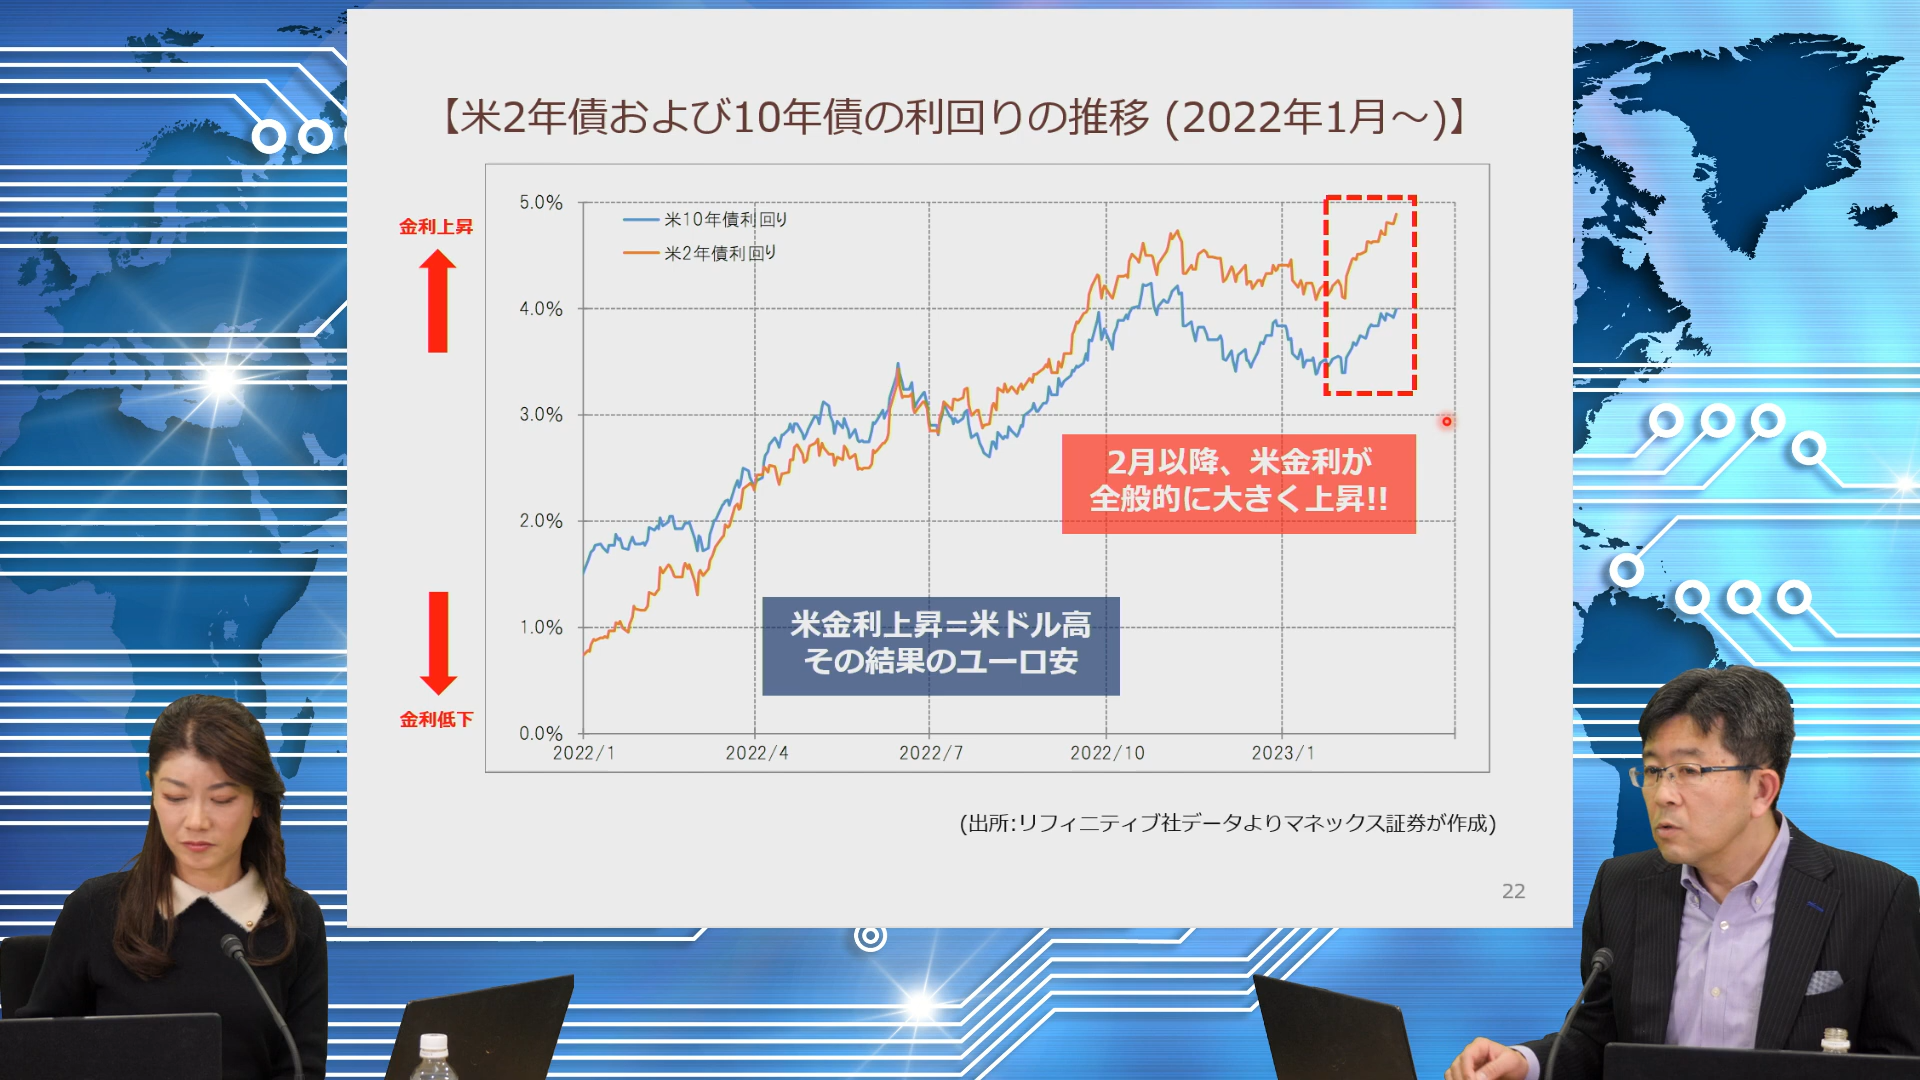 【米2年債および10年債の利回りの推移 (2022年1月～)】
金利上昇
金利低下
5.0%
4.0%
3.0%
2.0%
1.0%
0.0%
米10年債利回り
米2年債利回り
2月以降、米金利が
全般的に大きく上昇!!
米金利上昇=米ドル高
その結果のユーロ安
2022/1
2022/4
2022/7
2022/10
2023/1
(出所:リフィニティブ社データよりマネックス証券が作成)
22